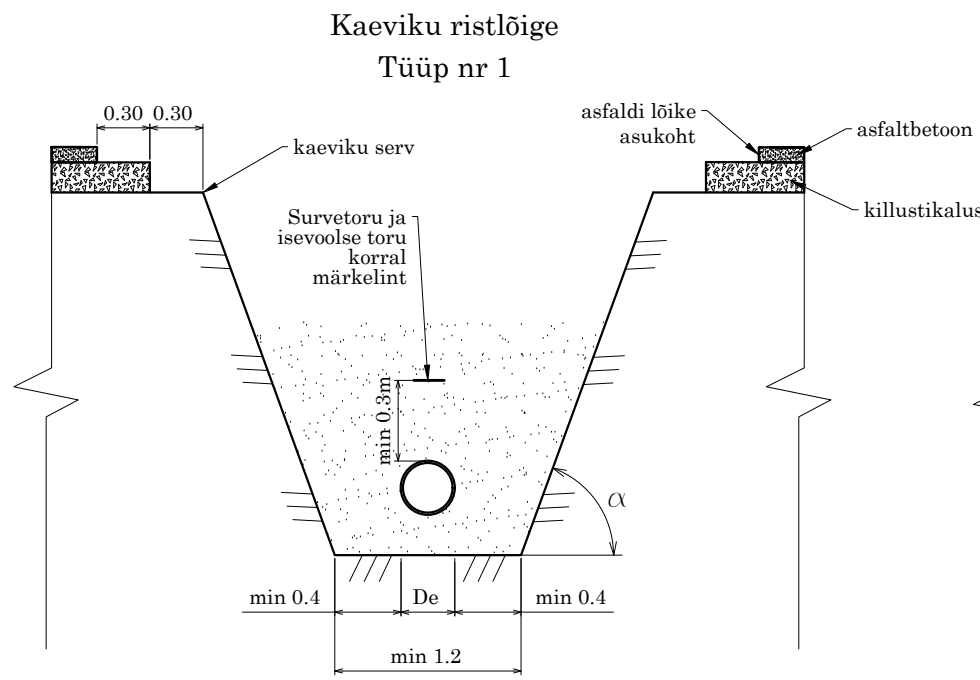 Kaeviku ristlõige
Tüüp nr 1
0.30 0.30
kaeviku serv
asfaldi lõike
asukoht
asfaltbetoon
killustikalus
Survetoru ja
isevoolse toru
korral
märkelint
min 0.3m
α
min 0.4
De
min 0.4
min 1.2